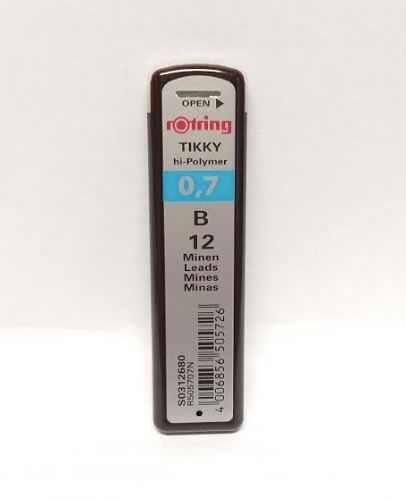 OPEN ▶
rotring
TIKKY
hi-Polymer
0,7
B
12
Minen
Leads
Mines
Minas
S0312680
R505707N
4 006856 505726